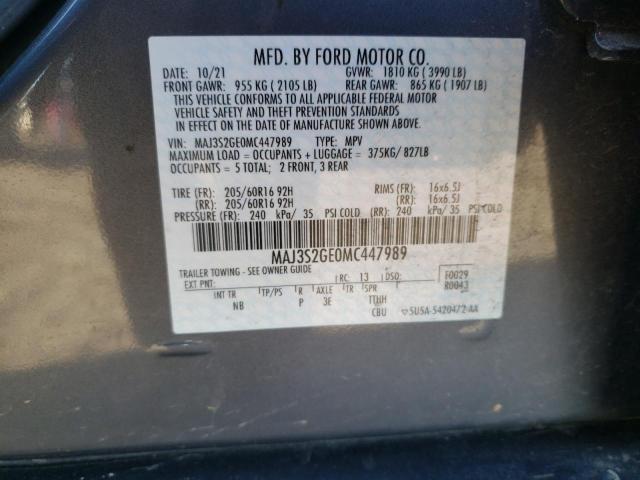 MFD. BY FORD MOTOR CO.
DATE: 10/21 GVWR: 1810 KG ( 3990 LB)
FRONT GAWR: 955 KG ( 2105 LB) REAR GAWR: 865 KG ( 1907 LB)
THIS VEHICLE CONFORMS TO ALL APPLICABLE FEDERAL MOTOR
VEHICLE SAFETY AND THEFT PREVENTION STANDARDS
IN EFFECT ON THE DATE OF MANUFACTURE SHOWN ABOVE.
VIN: MAJ3S2GE0MC447989 TYPE: MPV
MAXIMUM LOAD = OCCUPANTS + LUGGAGE = 375KG/ 827LB
OCCUPANTS = 5 TOTAL; 2 FRONT, 3 REAR
TIRE (FR): 205/60R16 92H RIMS (FR): 16x6.5J
(RR): 205/60R16 92H (RR): 16x6.5J
PRESSURE (FR): 240 kPa/ 35 PSI COLD (RR): 240 kPa/ 35 PSI COLD
MAJ3S2GE0MC447989
TRAILER TOWING - SEE OWNER GUIDE F0029
EXT PNT: RC: 13 DSO: R0043
INT TR TP/PS R AXLE TR SPR
NB P 3E TTHH
CBU 5U5A-5420472-AA